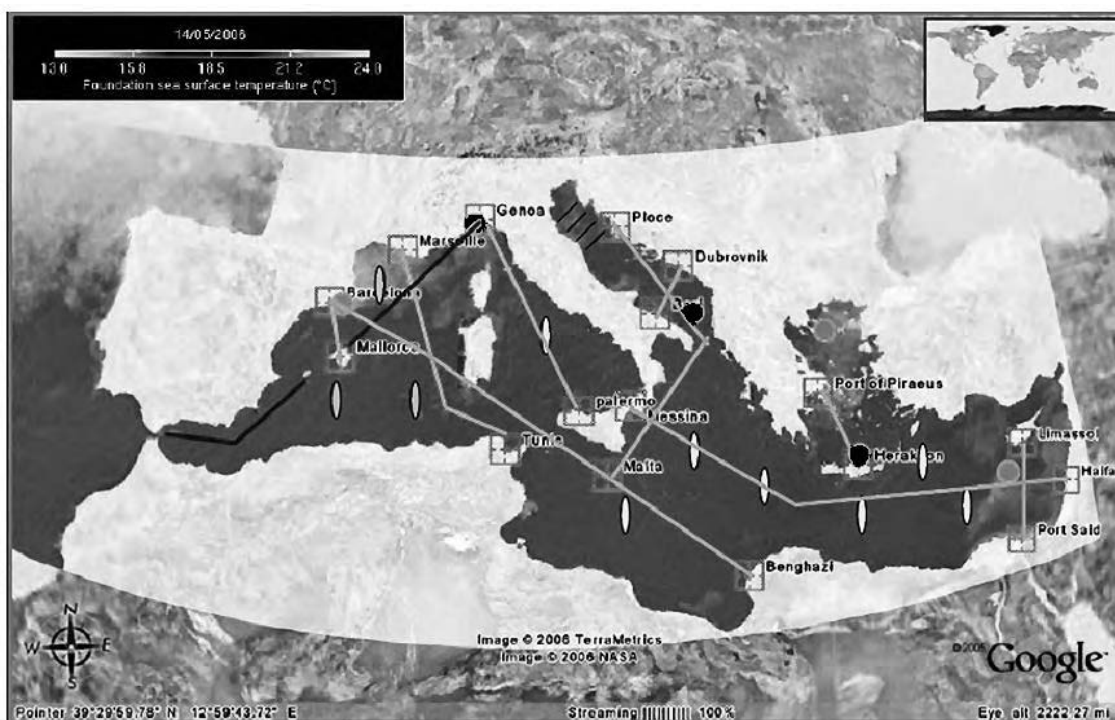 14/05/2006
13.0 15.8 18.5 21.2 24.0
Foundation sea surface temperature (°C)
Genoa
Ploce
Marseille
Dubrovnik
Barcelona
Mallorca
Port of Piraeus
palermo
Messina
Limassol
Tunis
Malta
Heraklion
Haifa
Port Said
Benghazi
N
W E
S
Image © 2006 TerraMetrics
Image © 2006 NASA
© 2005 Google
Pointer 39°29'59.78" N 12°59'43.72" E Streaming 100% Eye alt 2222.27 mi